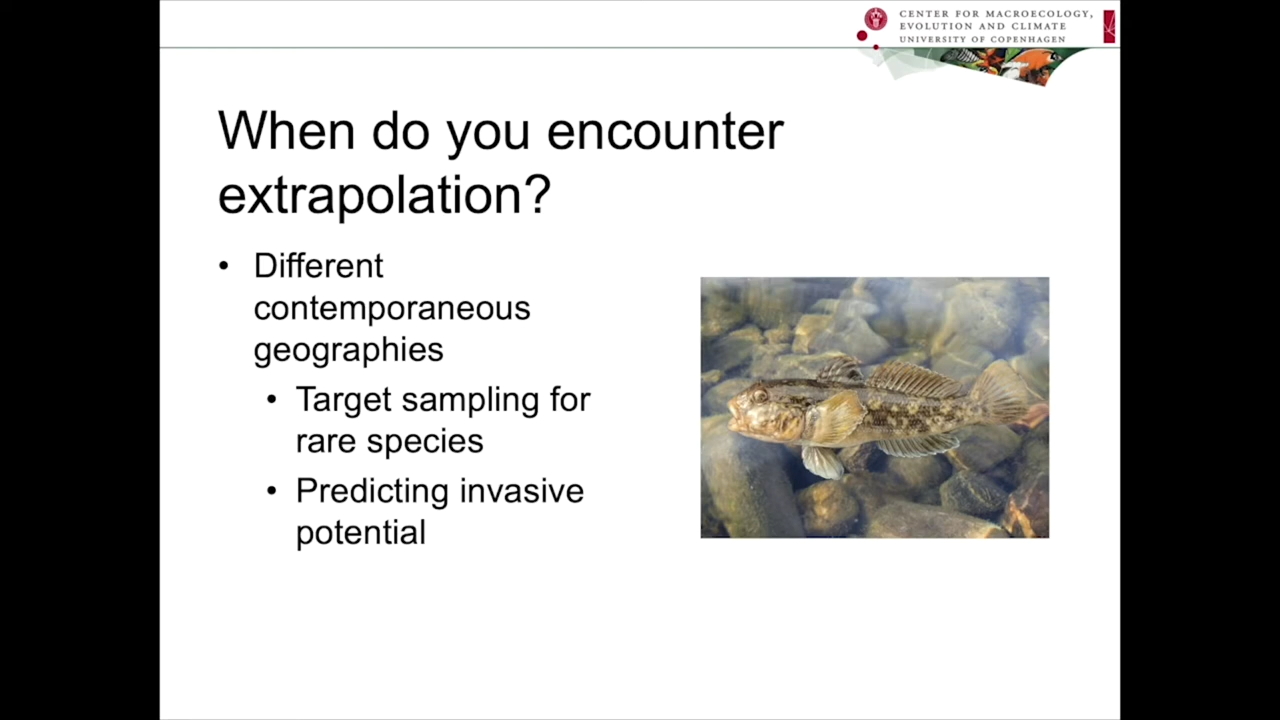 CENTER FOR MACROECOLOGY,
EVOLUTION AND CLIMATE
UNIVERSITY OF COPENHAGEN
When do you encounter
extrapolation?
• Different
contemporaneous
geographies
• Target sampling for
rare species
• Predicting invasive
potential